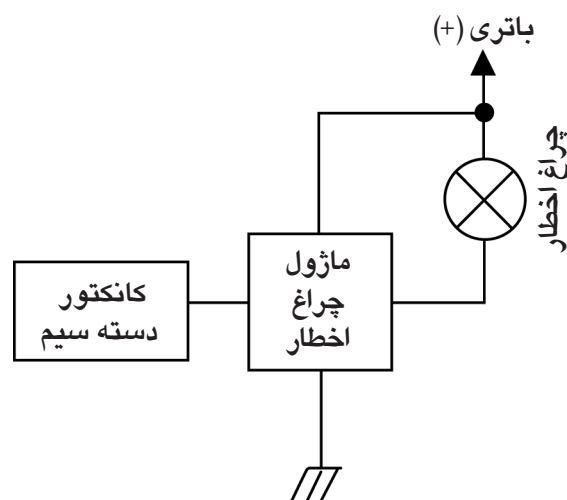 باتری (+)
چراغ اخطار
ماژول
چراغ
اخطار
کانکتور
دسته سیم